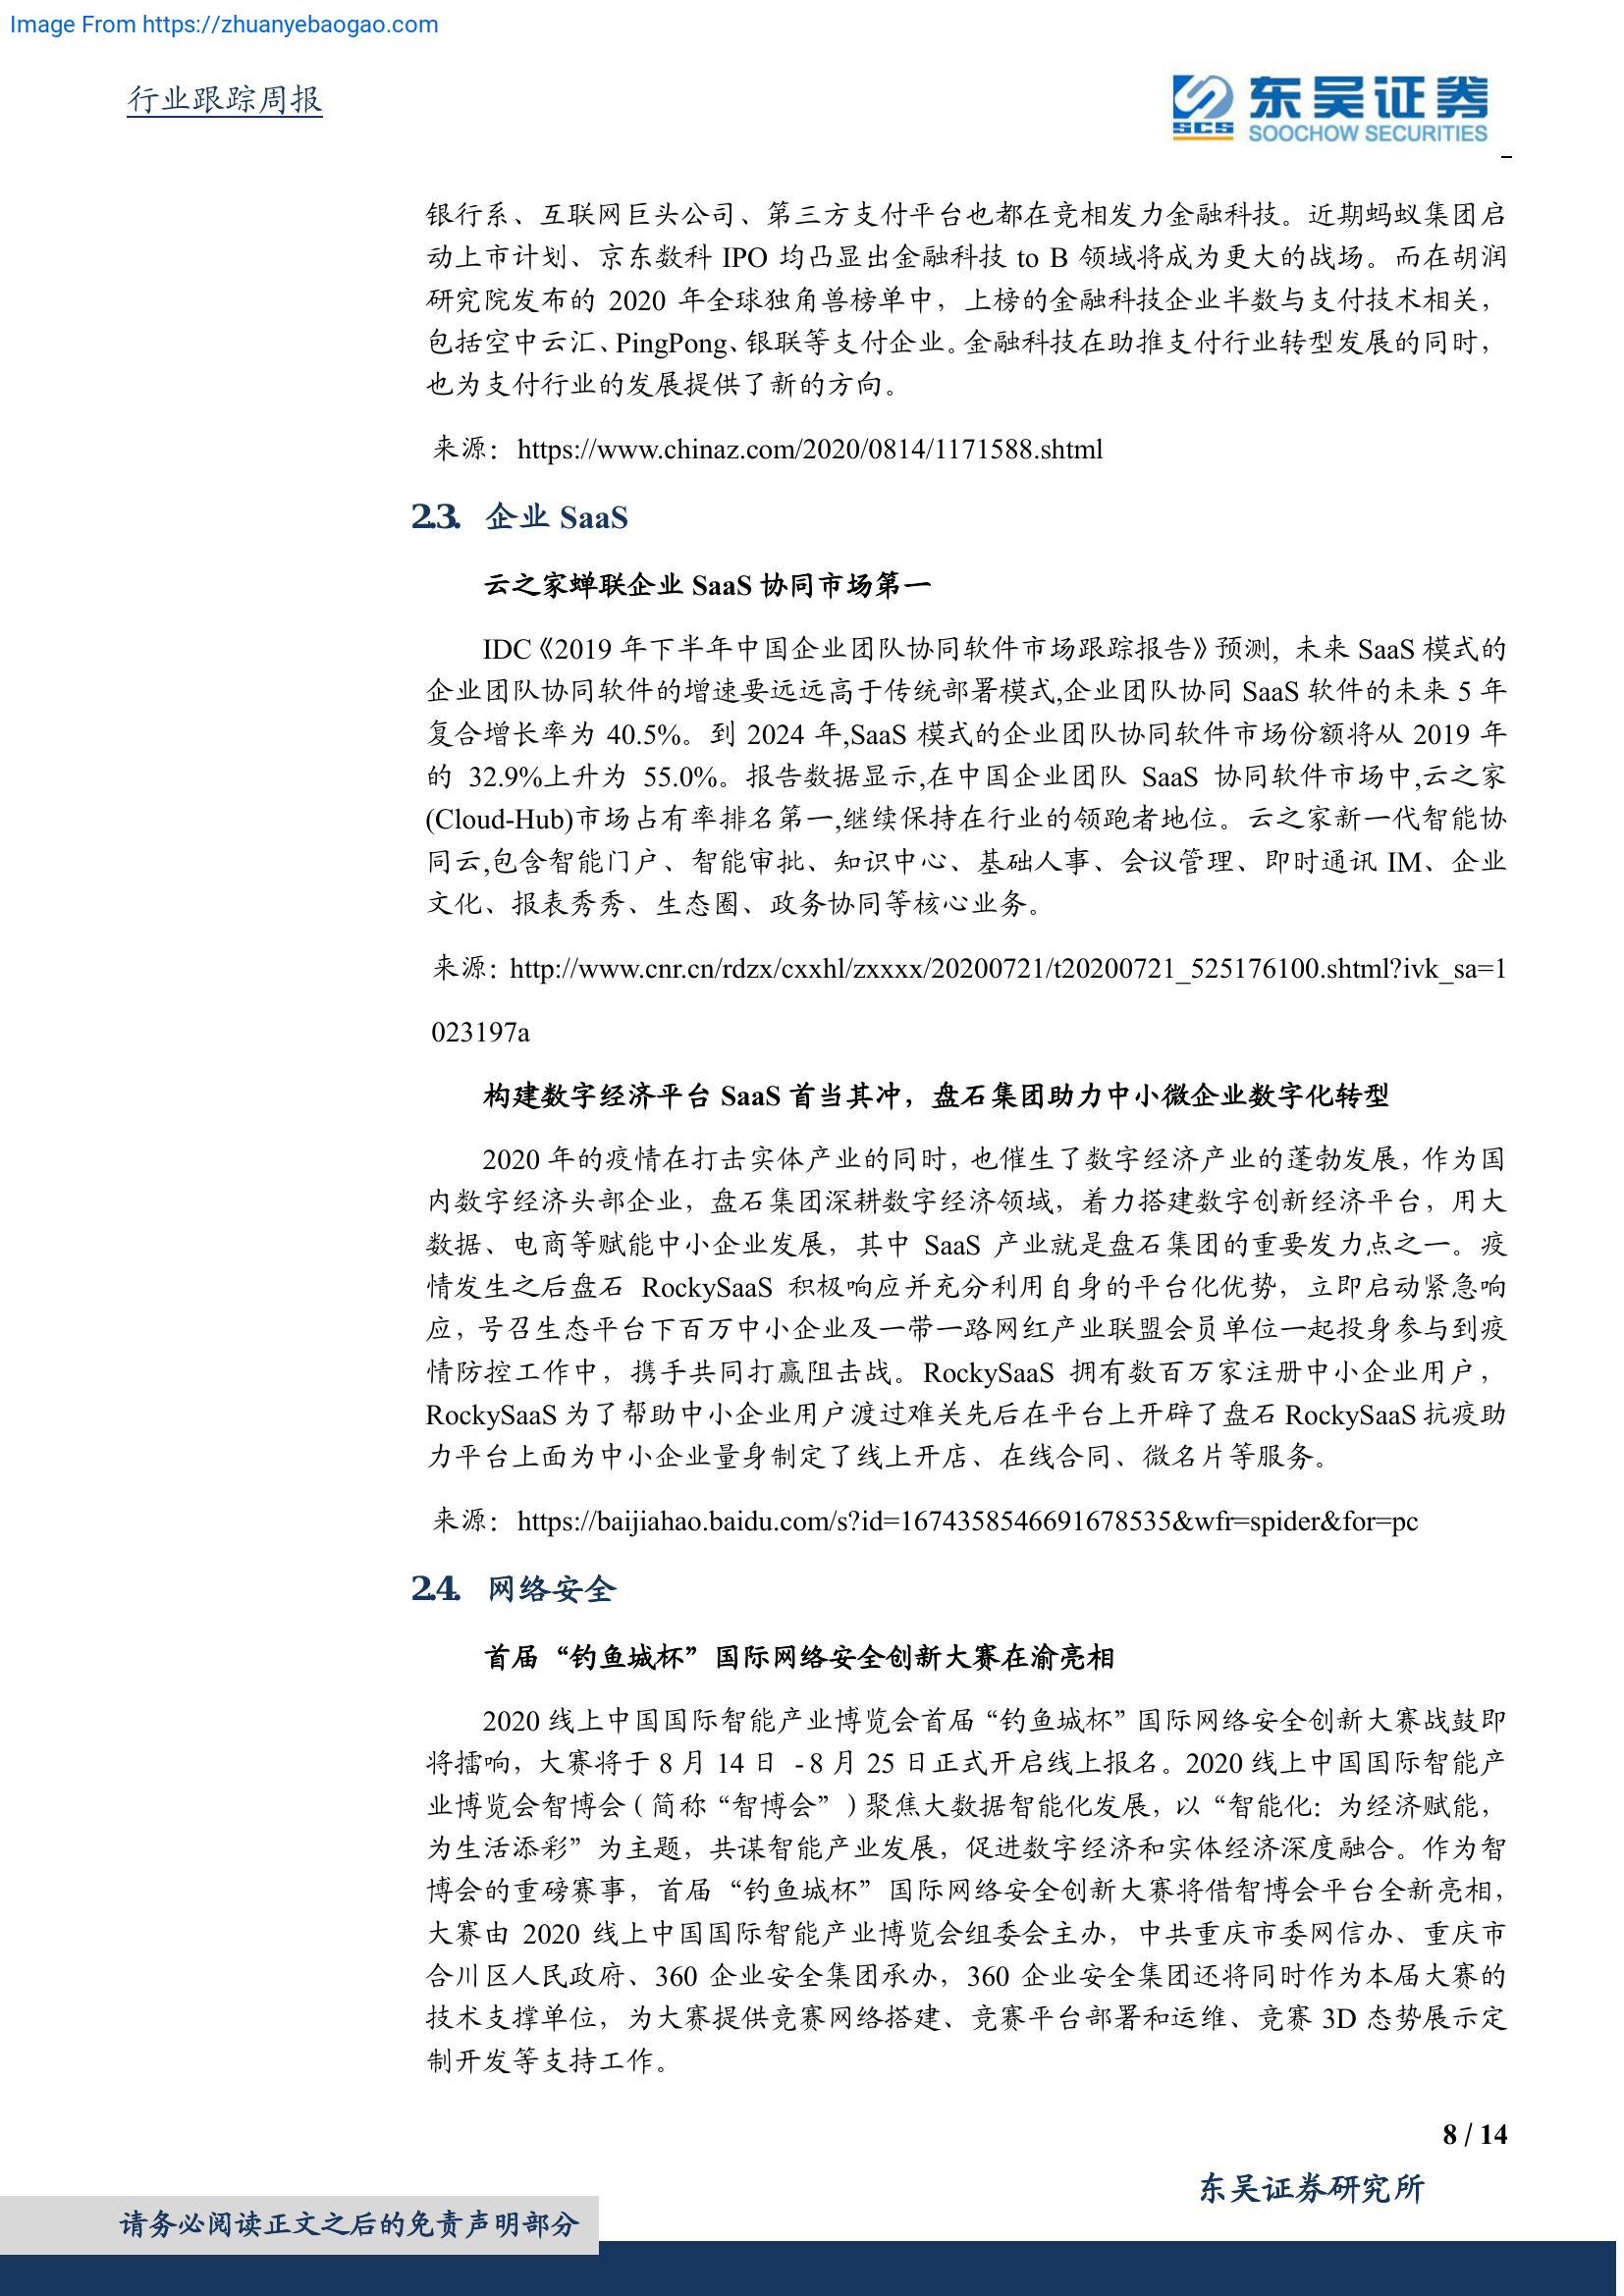 Image From https://zhuanyebaogao.com
行业跟踪周报
东吴证券
SCS
SOOCHOW SECURITIES
银行系、互联网巨头公司、第三方支付平台也都在竞相发力金融科技。近期蚂蚁集团启
动上市计划、京东数科 IPO 均凸显出金融科技 to B 领域将成为更大的战场。而在胡润
研究院发布的 2020 年全球独角兽榜单中，上榜的金融科技企业半数与支付技术相关，
包括空中云汇、PingPong、银联等支付企业。金融科技在助推支付行业转型发展的同时，
也为支付行业的发展提供了新的方向。
来源：https://www.chinaz.com/2020/0814/1171588.shtml
2.3. 企业 SaaS
云之家蝉联企业 SaaS 协同市场第一
IDC《2019 年下半年中国企业团队协同软件市场跟踪报告》预测, 未来 SaaS 模式的
企业团队协同软件的增速要远远高于传统部署模式,企业团队协同 SaaS 软件的未来 5 年
复合增长率为 40.5%。到 2024 年,SaaS 模式的企业团队协同软件市场份额将从 2019 年
的 32.9%上升为 55.0%。报告数据显示,在中国企业团队 SaaS 协同软件市场中,云之家
(Cloud-Hub)市场占有率排名第一,继续保持在行业的领跑者地位。云之家新一代智能协
同云,包含智能门户、智能审批、知识中心、基础人事、会议管理、即时通讯 IM、企业
文化、报表秀秀、生态圈、政务协同等核心业务。
来源：http://www.cnr.cn/rdzx/cxxhl/zxxxx/20200721/t20200721_525176100.shtml?ivk_sa=1
023197a
构建数字经济平台 SaaS 首当其冲，盘石集团助力中小微企业数字化转型
2020 年的疫情在打击实体产业的同时，也催生了数字经济产业的蓬勃发展，作为国
内数字经济头部企业，盘石集团深耕数字经济领域，着力搭建数字创新经济平台，用大
数据、电商等赋能中小企业发展，其中 SaaS 产业就是盘石集团的重要发力点之一。疫
情发生之后盘石 RockySaaS 积极响应并充分利用自身的平台化优势，立即启动紧急响
应，号召生态平台下百万中小企业及一带一路网红产业联盟会员单位一起投身参与到疫
情防控工作中，携手共同打赢阻击战。RockySaaS 拥有数百万家注册中小企业用户，
RockySaaS 为了帮助中小企业用户渡过难关先后在平台上开辟了盘石 RockySaaS 抗疫助
力平台上面为中小企业量身制定了线上开店、在线合同、微名片等服务。
来源：https://baijiahao.baidu.com/s?id=1674358546691678535&wfr=spider&for=pc
2.4. 网络安全
首届“钓鱼城杯”国际网络安全创新大赛在渝亮相
2020 线上中国国际智能产业博览会首届“钓鱼城杯”国际网络安全创新大赛战鼓即
将擂响，大赛将于 8 月 14 日 - 8 月 25 日正式开启线上报名。2020 线上中国国际智能产
业博览会智博会（简称“智博会”）聚焦大数据智能化发展，以“智能化：为经济赋能，
为生活添彩”为主题，共谋智能产业发展，促进数字经济和实体经济深度融合。作为智
博会的重磅赛事，首届“钓鱼城杯”国际网络安全创新大赛将借智博会平台全新亮相，
大赛由 2020 线上中国国际智能产业博览会组委会主办，中共重庆市委网信办、重庆市
合川区人民政府、360 企业安全集团承办，360 企业安全集团还将同时作为本届大赛的
技术支撑单位，为大赛提供竞赛网络搭建、竞赛平台部署和运维、竞赛 3D 态势展示定
制开发等支持工作。
8 / 14
东吴证券研究所
请务必阅读正文之后的免责声明部分